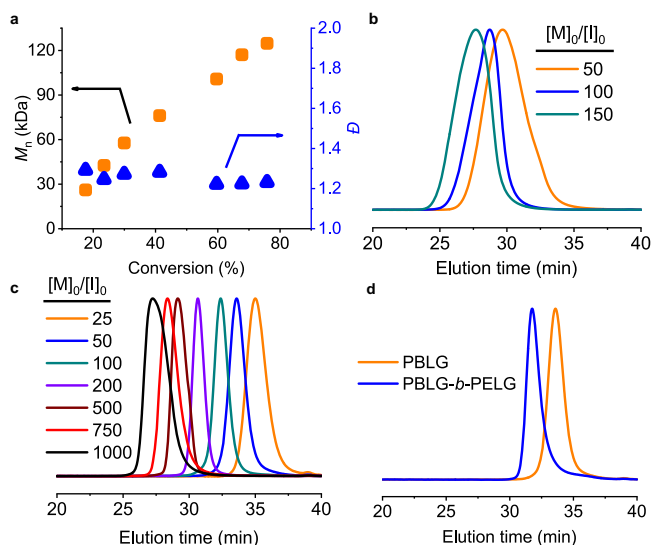 a
120
90
60
30
0
Mn (kDa)
2.0
1.8
1.6
1.4
1.2
1.0
Đ
20 40 60 80
Conversion (%)
b
[M]0/[I]0
50
100
150
20 25 30 35 40
Elution time (min)
c
[M]0/[I]0
25
50
100
200
500
750
1000
20 25 30 35 40
Elution time (min)
d
PBLG
PBLG-b-PELG
20 25 30 35 40
Elution time (min)